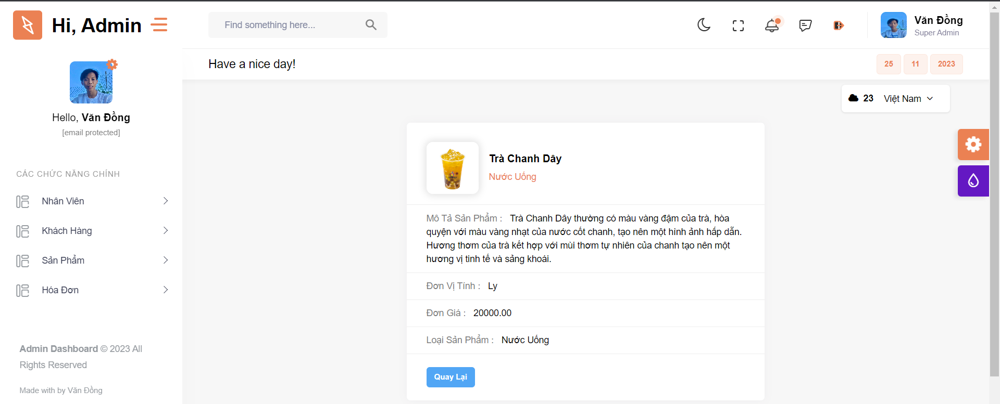 Hi, Admin
Find something here...
Văn Đồng
Super Admin
Have a nice day!
25 11 2023
Hello, Văn Đồng
[email protected]
23 Việt Nam
CÁC CHỨC NĂNG CHÍNH
Nhân Viên
Khách Hàng
Sản Phẩm
Hóa Đơn
Admin Dashboard © 2023 All
Rights Reserved
Made with by Văn Đồng
Trà Chanh Dây
Nước Uống
Mô Tả Sản Phẩm : Trà Chanh Dây thường có màu vàng đậm của trà, hòa
quyện với màu vàng nhạt của nước cốt chanh, tạo nên một hình ảnh hấp dẫn.
Hương thơm của trà kết hợp với mùi thơm tự nhiên của chanh tạo nên một
hương vị tinh tế và sảng khoái.
Đơn Vị Tính : Ly
Đơn Giá : 20000.00
Loại Sản Phẩm : Nước Uống
Quay Lại